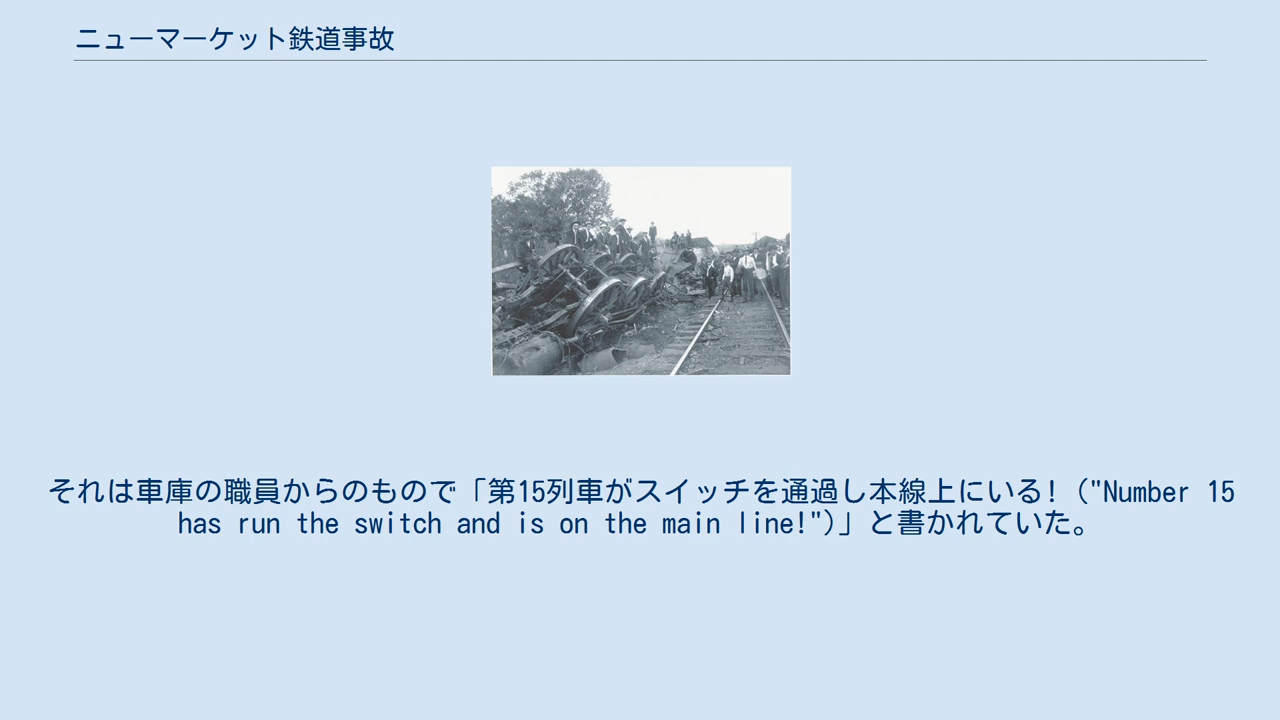 ニューマーケット鉄道事故
それは車庫の職員からのもので「第15列車がスイッチを通過し本線上にいる! ("Number 15
has run the switch and is on the main line!")」と書かれていた。